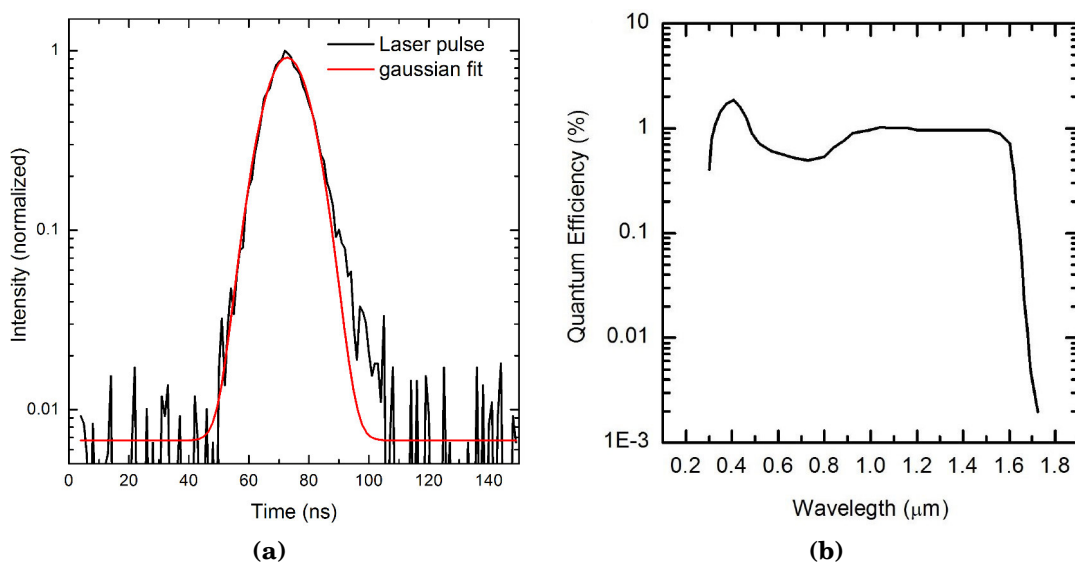 Laser pulse
gaussian fit
Intensity (normalized)
1
0.1
0.01
0 20 40 60 80 100 120 140
Time (ns)
(a)
Quantum Efficiency (%)
10
1
0.1
0.01
1E-3
0.2 0.4 0.6 0.8 1.0 1.2 1.4 1.6 1.8
Wavelegth (μm)
(b)